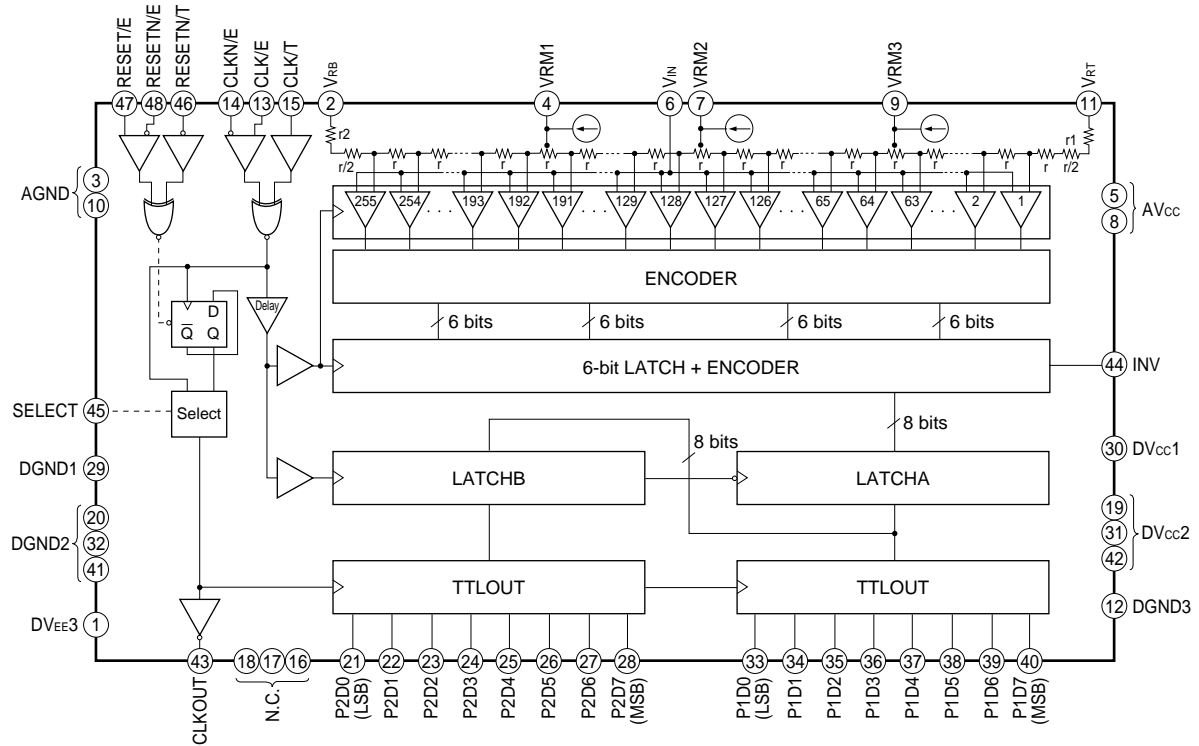 RESET/E
RESETN/E
RESETN/T
CLKN/E
CLK/E
CLK/T
VRB
VRM1
VIN
VRM2
VRM3
VRT
47 48 46 14 13 15 2 4 6 7 9 11
r2
r1
r/2 r r r r r r r r r r r r r r r/2
AGND
3
10
5
8
AVCC
255 254 . . . 193 192 191 . . . 129 128 127 126 . . . 65 64 63 . . . 2 1
ENCODER
D
Q̅ Q
Delay
6 bits 6 bits 6 bits 6 bits
6-bit LATCH + ENCODER
44 INV
SELECT 45
Select
8 bits
8 bits
DGND1 29
30 DVCC1
LATCHB
LATCHA
DGND2
20
32
41
19
31
42
DVCC2
TTLOUT
TTLOUT
DVEE3 1
12 DGND3
43 18 17 16 21 22 23 24 25 26 27 28 33 34 35 36 37 38 39 40
CLKOUT
N.C.
P2D0
(LSB)
P2D1
P2D2
P2D3
P2D4
P2D5
P2D6
P2D7
(MSB)
P1D0
(LSB)
P1D1
P1D2
P1D3
P1D4
P1D5
P1D6
P1D7
(MSB)